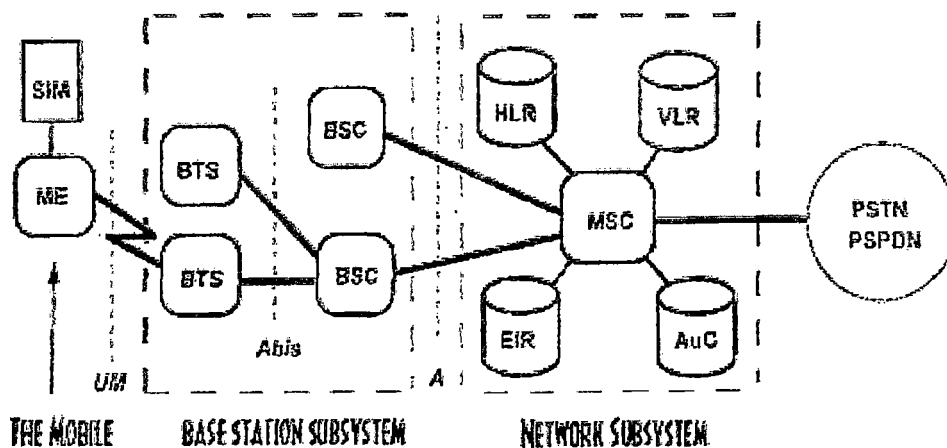 SIM
ME
BTS
BTS
BSC
BSC
HLR
VLR
MSC
EIR
AuC
PSTN
PSPDN
UM
Abis
A
THE MOBILE
BASE STATION SUBSYSTEM
NETWORK SUBSYSTEM